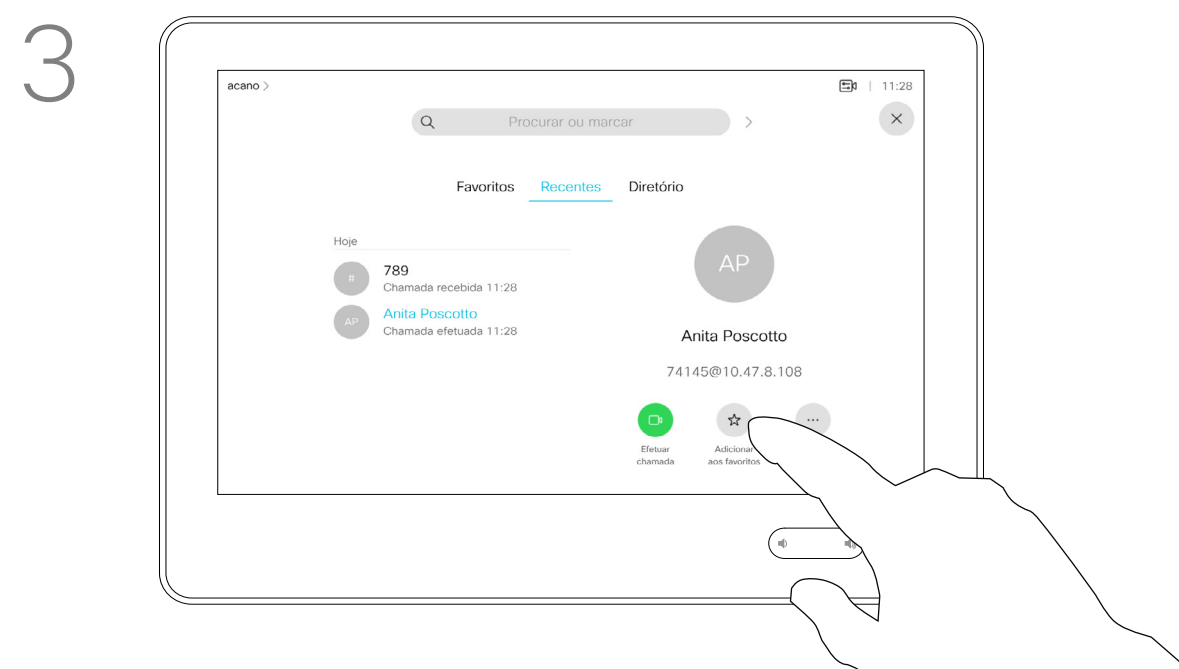 3
acano >
11:28
Procurar ou marcar
Favoritos Recentes Diretório
Hoje
#
789
Chamada recebida 11:28
AP
Anita Poscotto
Chamada efetuada 11:28
AP
Anita Poscotto
74145@10.47.8.108
Efetuar
chamada
Adicionar
aos favoritos